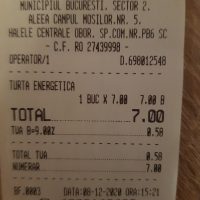 MUNICIPIUL BUCURESTI, SECTOR 2,
ALEEA CAMPUL MOSILOR, NR. 5,
HALELE CENTRALE OBOR, SP.COM.NR.PB6 SC
- C.F. RO 27439998 -
OPERATOR/1 D.698012548
TURTA ENERGETICA
1 BUC X 7.00 7.00 B
TOTAL 7.00
TVA B=9.00% 0.58
TOTAL TVA 0.58
NUMERAR 7.00
BF.0003 DATA:08-12-2020 ORA:15:21